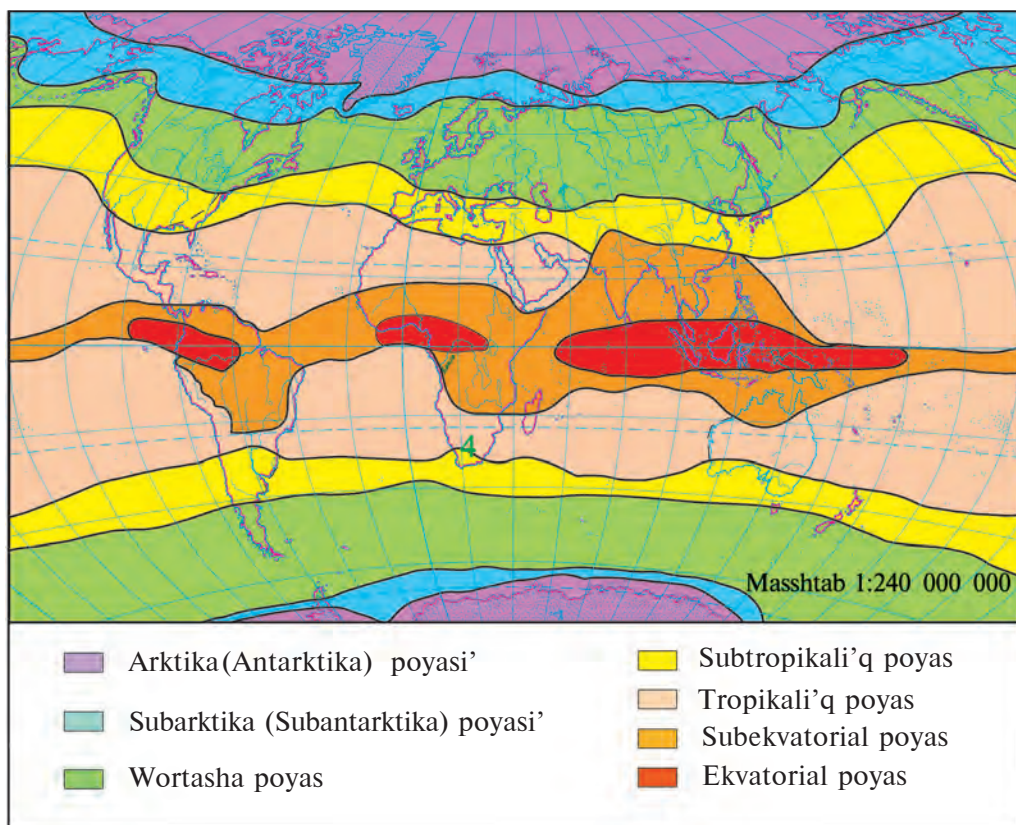 4
Masshtab 1:240 000 000
Arktika (Antarktika) poyasi’
Subarktika (Subantarktika) poyasi’
Wortasha poyas
Subtropikali’q poyas
Tropikali’q poyas
Subekvatorial poyas
Ekvatorial poyas